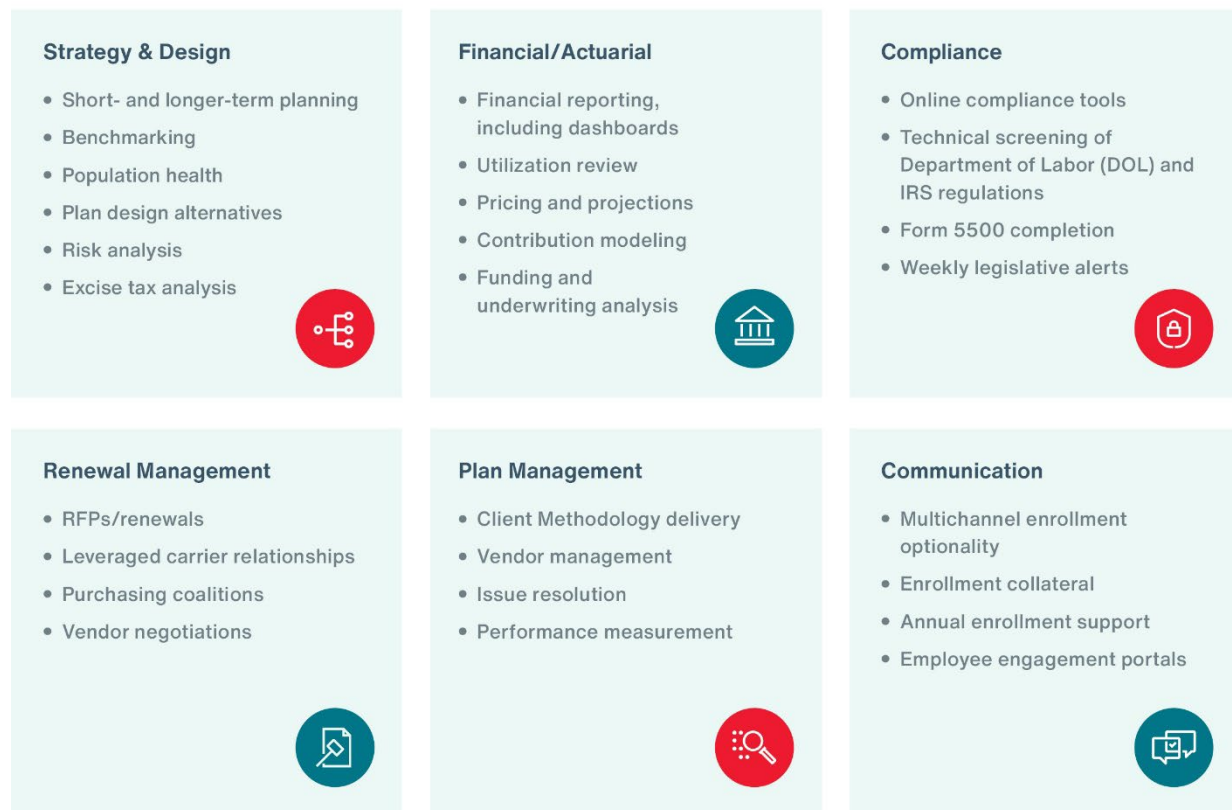 Strategy & Design
• Short- and longer-term planning
• Benchmarking
• Population health
• Plan design alternatives
• Risk analysis
• Excise tax analysis
Financial/Actuarial
• Financial reporting,
including dashboards
• Utilization review
• Pricing and projections
• Contribution modeling
• Funding and
underwriting analysis
Compliance
• Online compliance tools
• Technical screening of
Department of Labor (DOL) and
IRS regulations
• Form 5500 completion
• Weekly legislative alerts
Renewal Management
• RFPs/renewals
• Leveraged carrier relationships
• Purchasing coalitions
• Vendor negotiations
Plan Management
• Client Methodology delivery
• Vendor management
• Issue resolution
• Performance measurement
Communication
• Multichannel enrollment
optionality
• Enrollment collateral
• Annual enrollment support
• Employee engagement portals